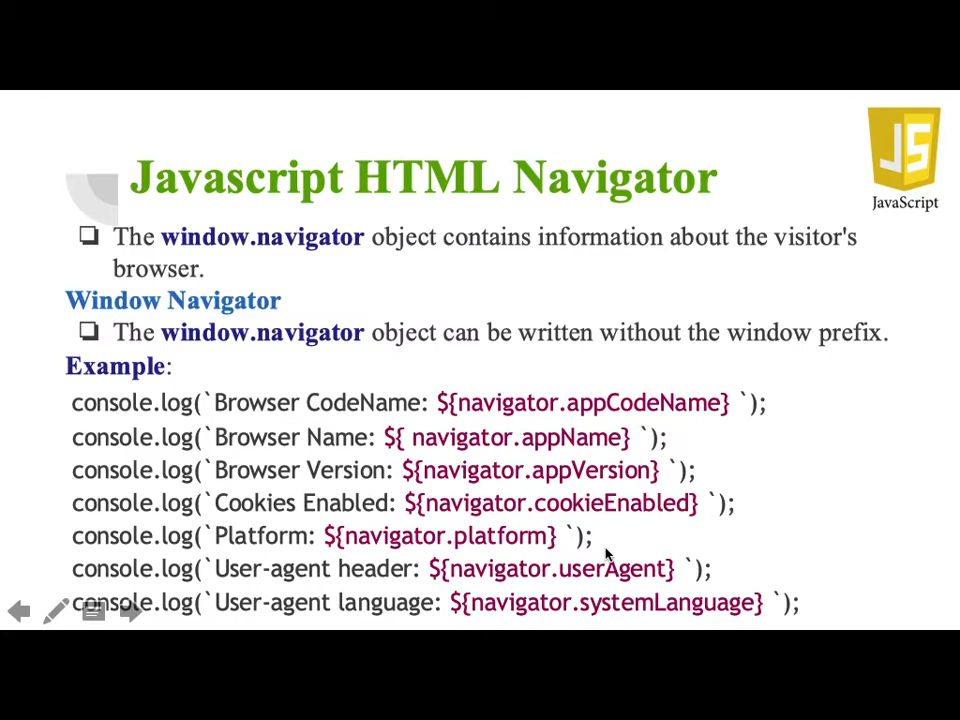 JS
JavaScript
Javascript HTML Navigator
❏ The window.navigator object contains information about the visitor's
browser.
Window Navigator
❏ The window.navigator object can be written without the window prefix.
Example:
console.log(`Browser CodeName: ${navigator.appCodeName} `);
console.log(`Browser Name: ${ navigator.appName} `);
console.log(`Browser Version: ${navigator.appVersion} `);
console.log(`Cookies Enabled: ${navigator.cookieEnabled} `);
console.log(`Platform: ${navigator.platform} `);
console.log(`User-agent header: ${navigator.userAgent} `);
console.log(`User-agent language: ${navigator.systemLanguage} `);